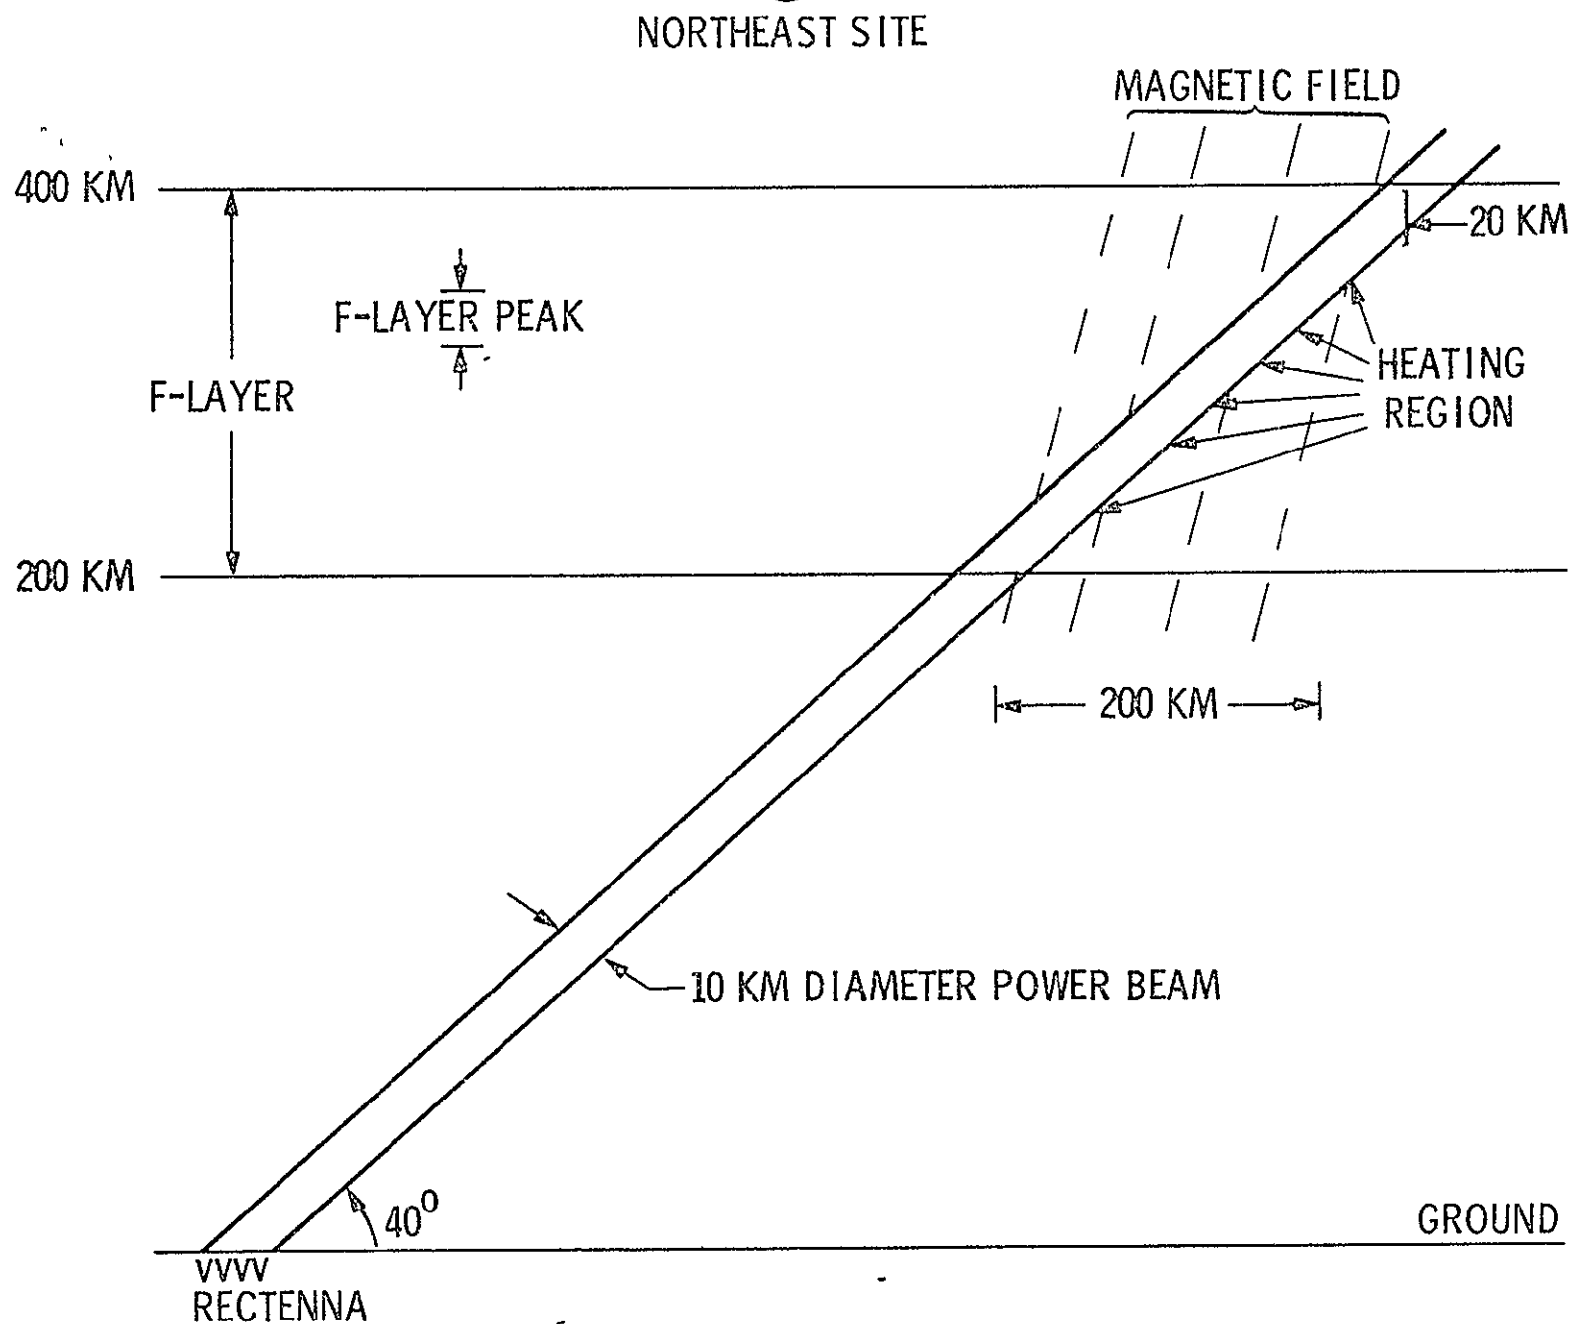 NORTHEAST SITE
MAGNETIC FIELD
400 KM
20 KM
F-LAYER PEAK
F-LAYER
HEATING
REGION
200 KM
200 KM
10 KM DIAMETER POWER BEAM
40°
GROUND
VVVV
RECTENNA